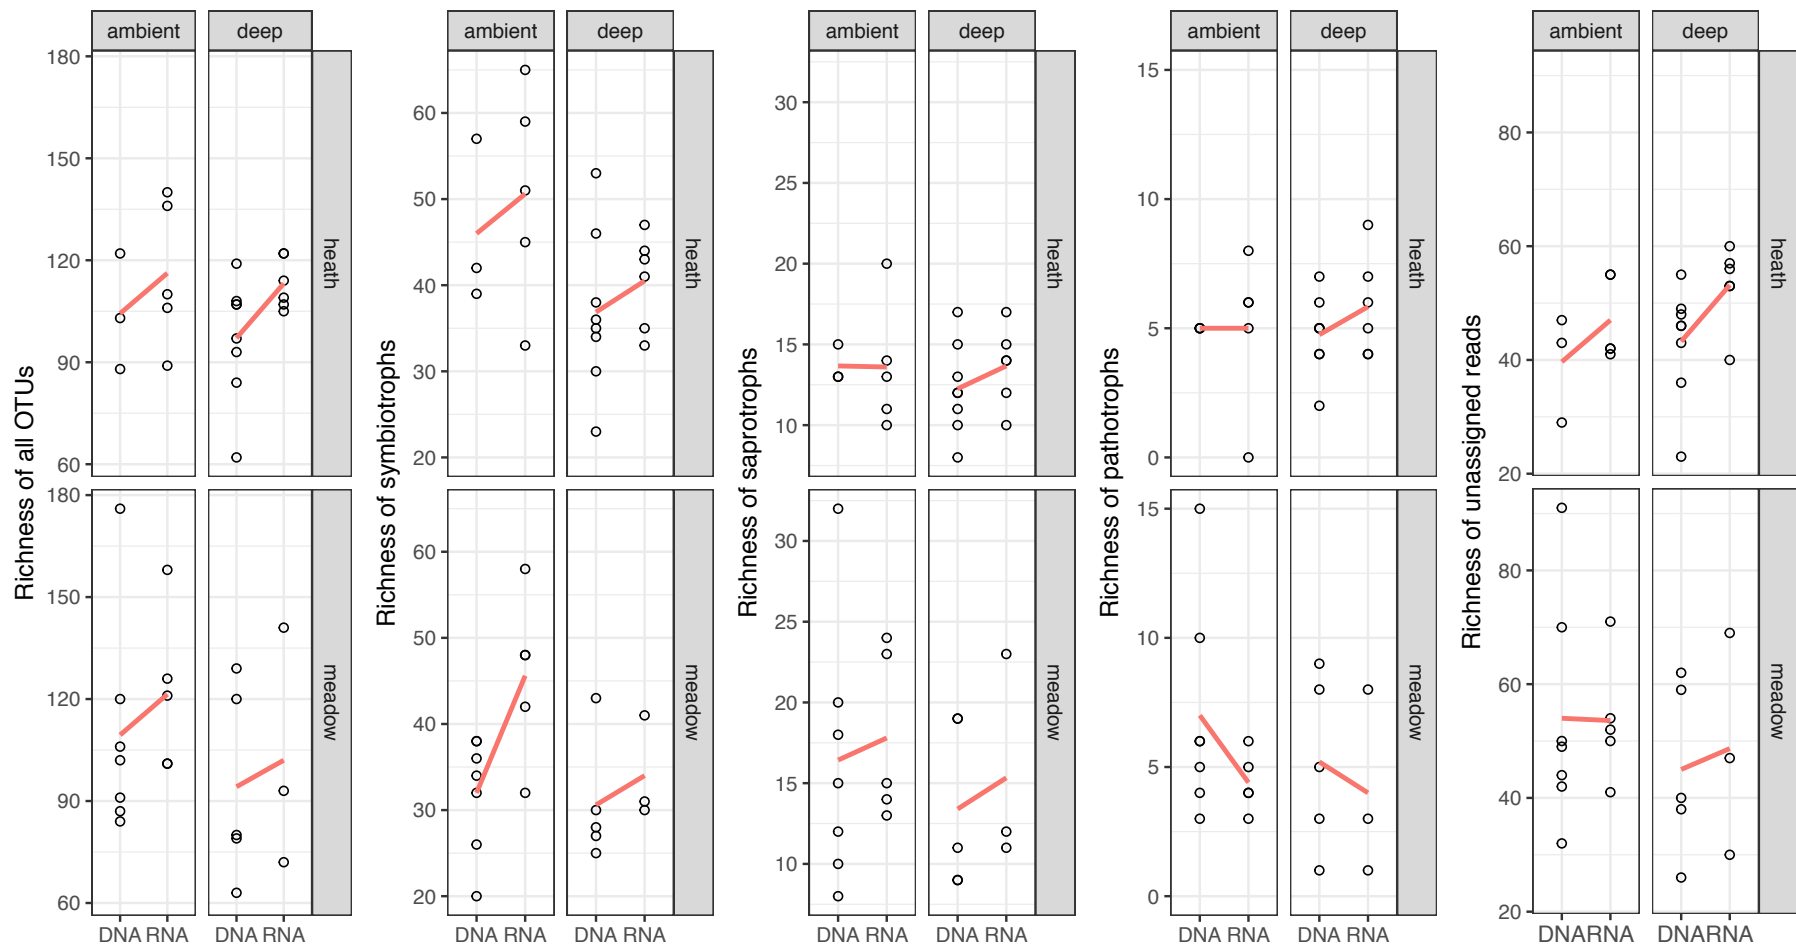 Richness of all OTUs
ambient
deep
180
150
120
90
60
heath
180
150
120
90
60
meadow
DNA RNA
DNA RNA
Richness of symbiotrophs
ambient
deep
60
50
40
30
20
heath
60
50
40
30
20
meadow
DNA RNA
DNA RNA
Richness of saprotrophs
ambient
deep
30
25
20
15
10
heath
30
25
20
15
10
meadow
DNA RNA
DNA RNA
Richness of pathotrophs
ambient
deep
15
10
5
0
heath
15
10
5
0
meadow
DNA RNA
DNA RNA
Richness of unassigned reads
ambient
deep
80
60
40
20
heath
80
60
40
20
meadow
DNARNA
DNARNA